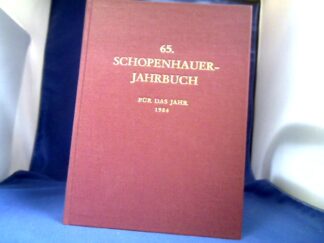 65.
SCHOPENHAUER-
JAHRBUCH
FÜR DAS JAHR
1984